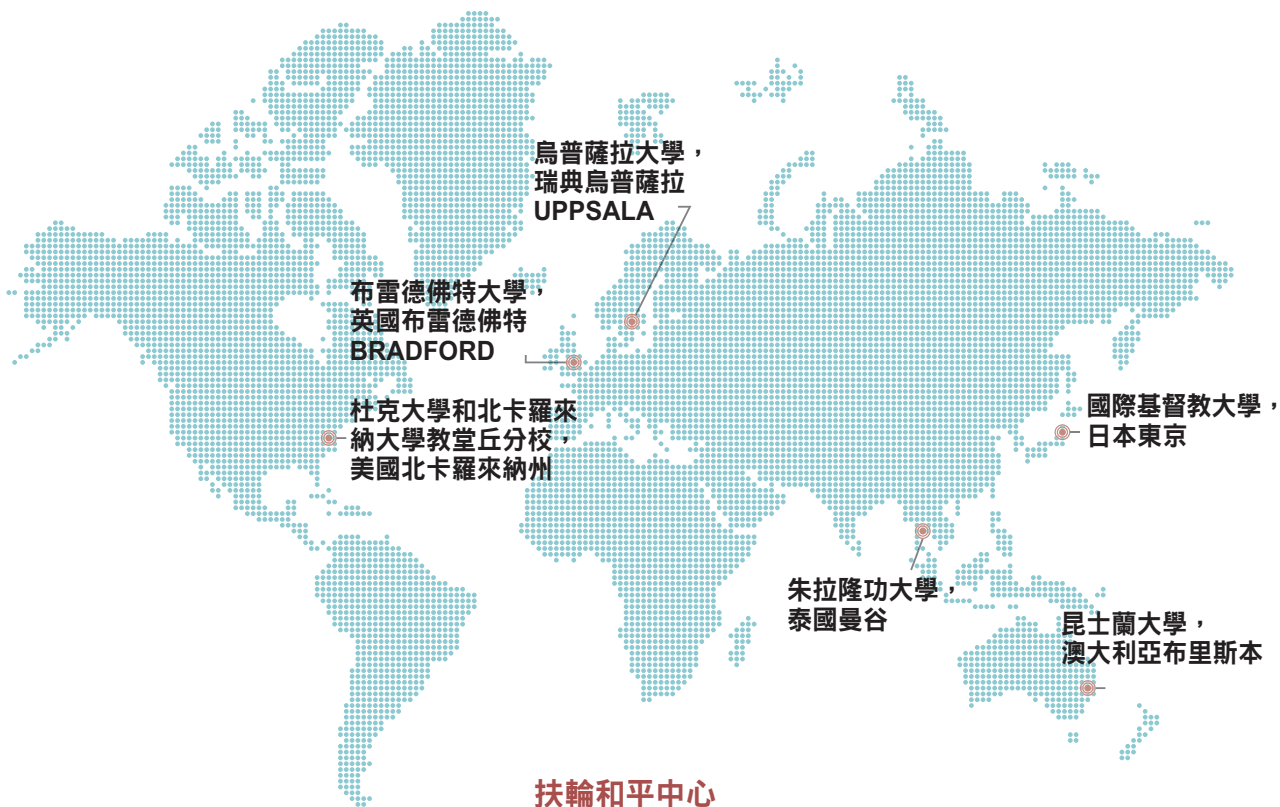 烏普薩拉大學，
瑞典烏普薩拉
UPPSALA
布雷德佛特大學，
英國布雷德佛特
BRADFORD
杜克大學和北卡羅來
納大學教堂丘分校，
美國北卡羅來納州
國際基督教大學，
日本東京
朱拉隆功大學，
泰國曼谷
昆士蘭大學，
澳大利亞布里斯本
扶輪和平中心